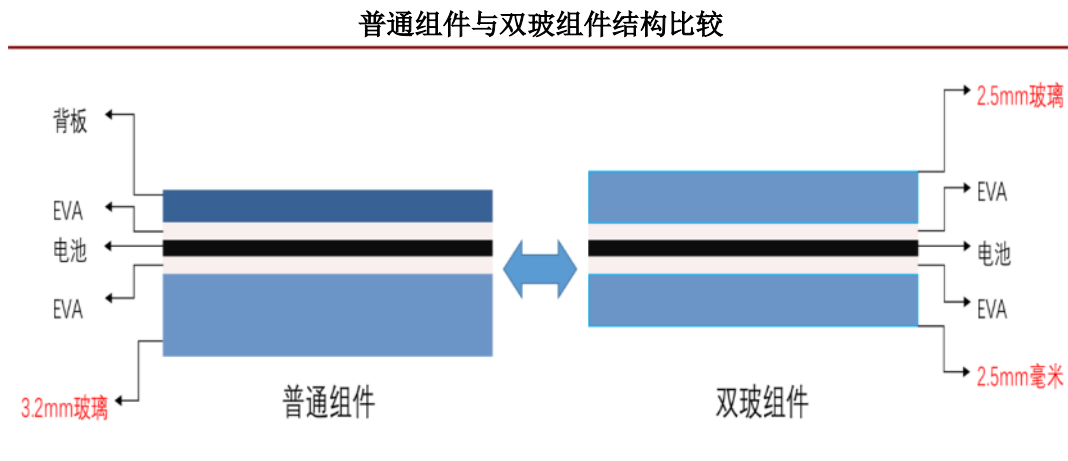 普通组件与双玻组件结构比较
背板
EVA
电池
EVA
3.2mm玻璃
普通组件
2.5mm玻璃
EVA
电池
EVA
2.5mm毫米
双玻组件